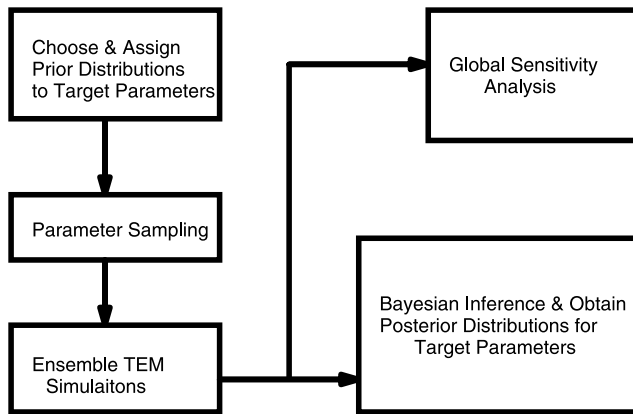 Choose & Assign
Prior Distributions
to Target Parameters
Parameter Sampling
Ensemble TEM
Simulaitons
Global Sensitivity
Analysis
Bayesian Inference & Obtain
Posterior Distributions for
Target Parameters